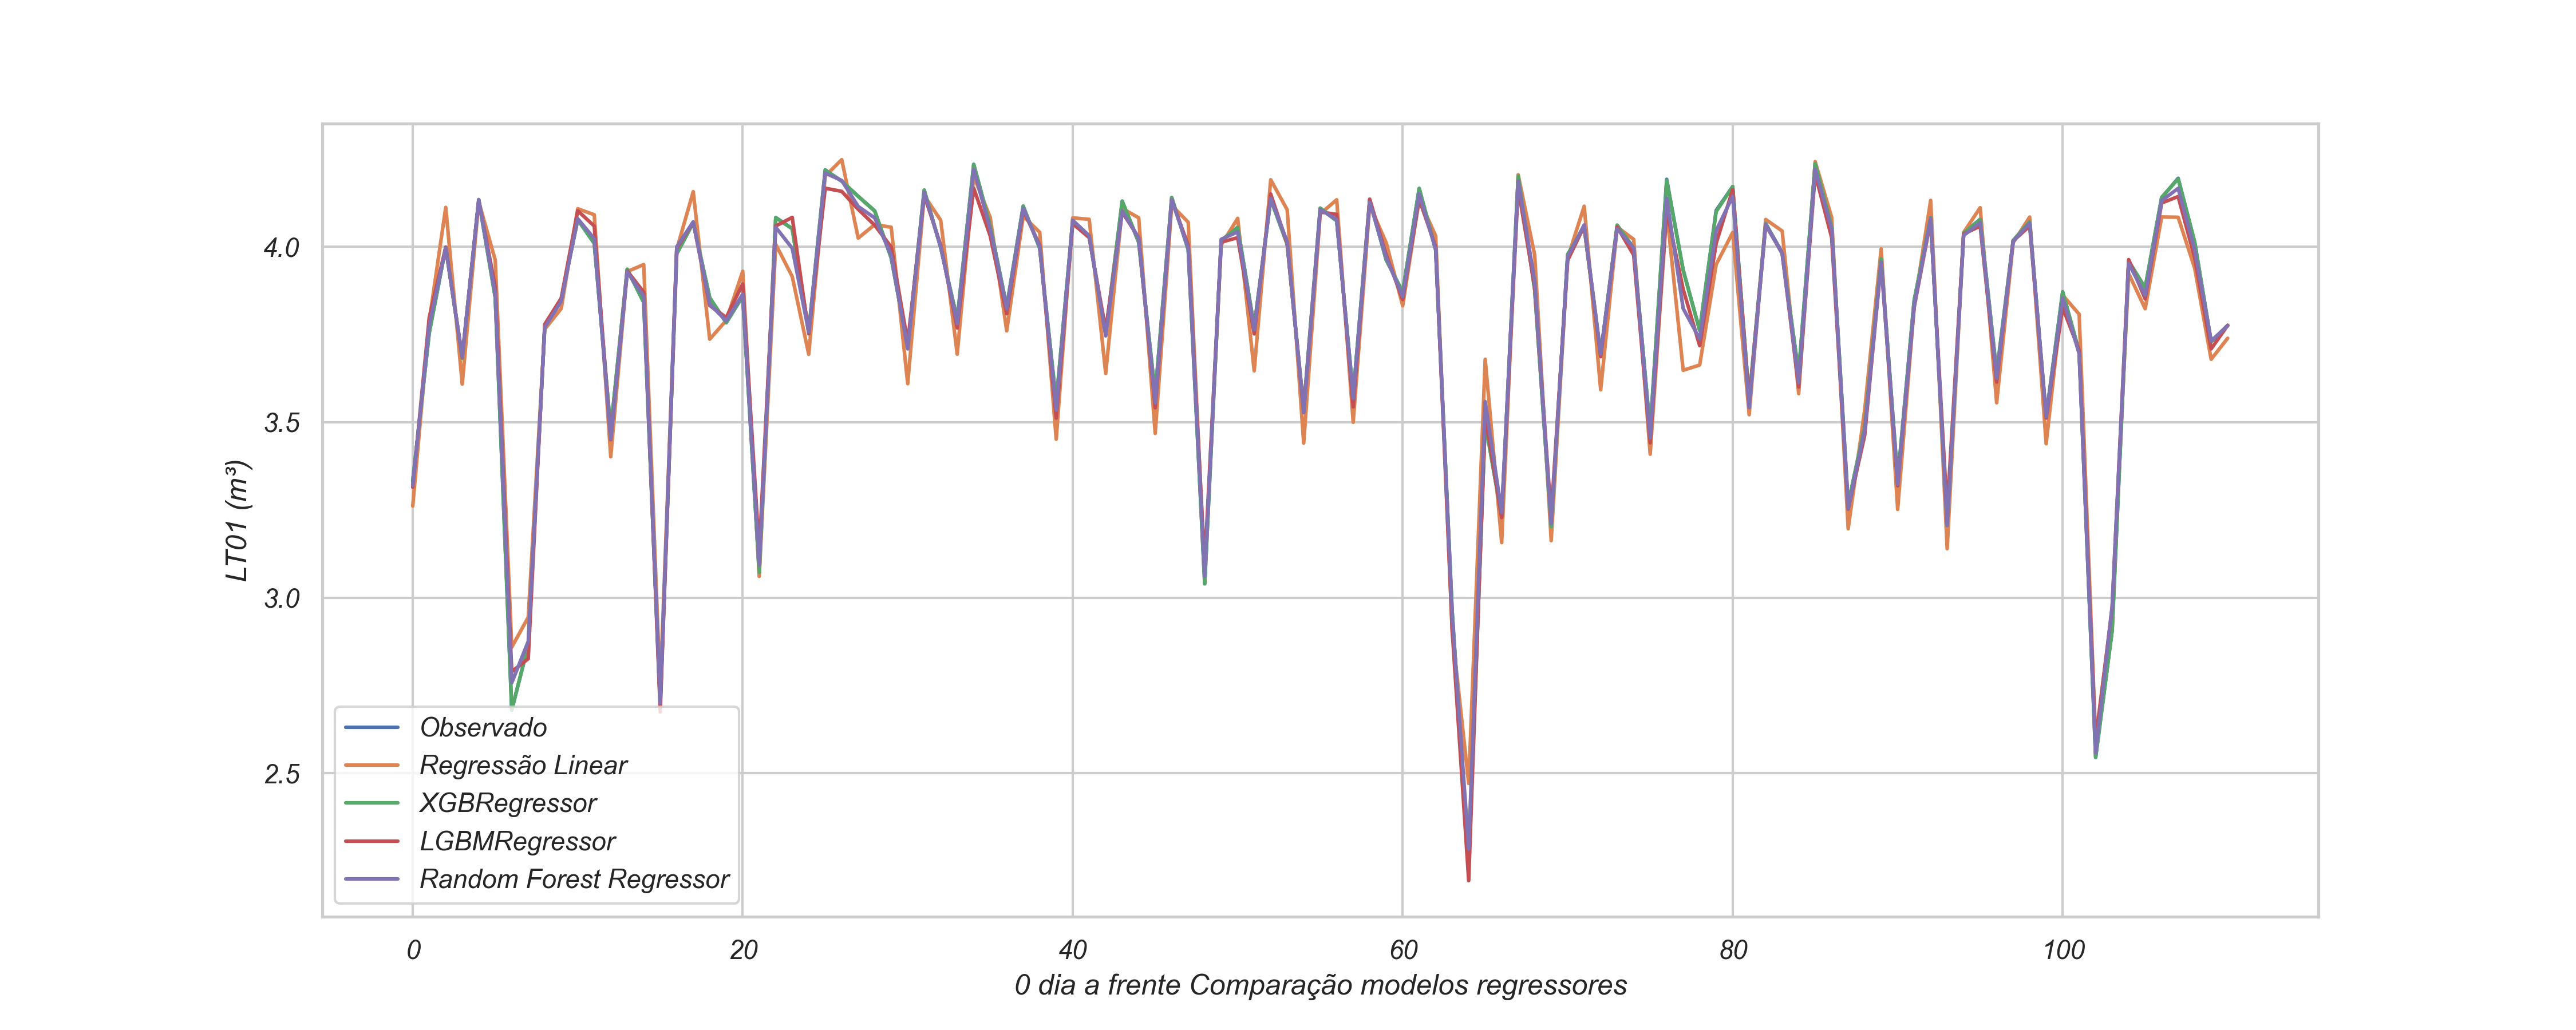 4.0
3.5
3.0
2.5
LT01 (m³)
Observado
Regressão Linear
XGBRegressor
LGBMRegressor
Random Forest Regressor
0 20 40 60 80 100
0 dia a frente Comparação modelos regressores